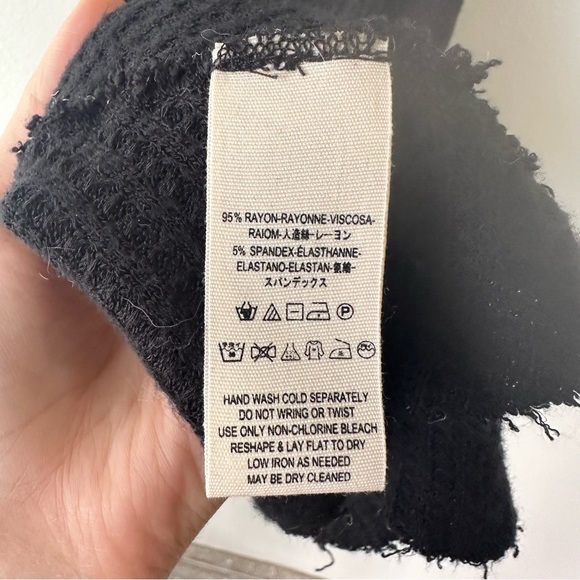 95% RAYON-RAYONNE-VISCOSA-
RAIOM-人造絲-レーヨン
5% SPANDEX-ÉLASTHANNE-
ELASTANO-ELASTAN-氨綸-
スパンデックス
P
HAND WASH COLD SEPARATELY
DO NOT WRING OR TWIST
USE ONLY NON-CHLORINE BLEACH
RESHAPE & LAY FLAT TO DRY
LOW IRON AS NEEDED
MAY BE DRY CLEANED